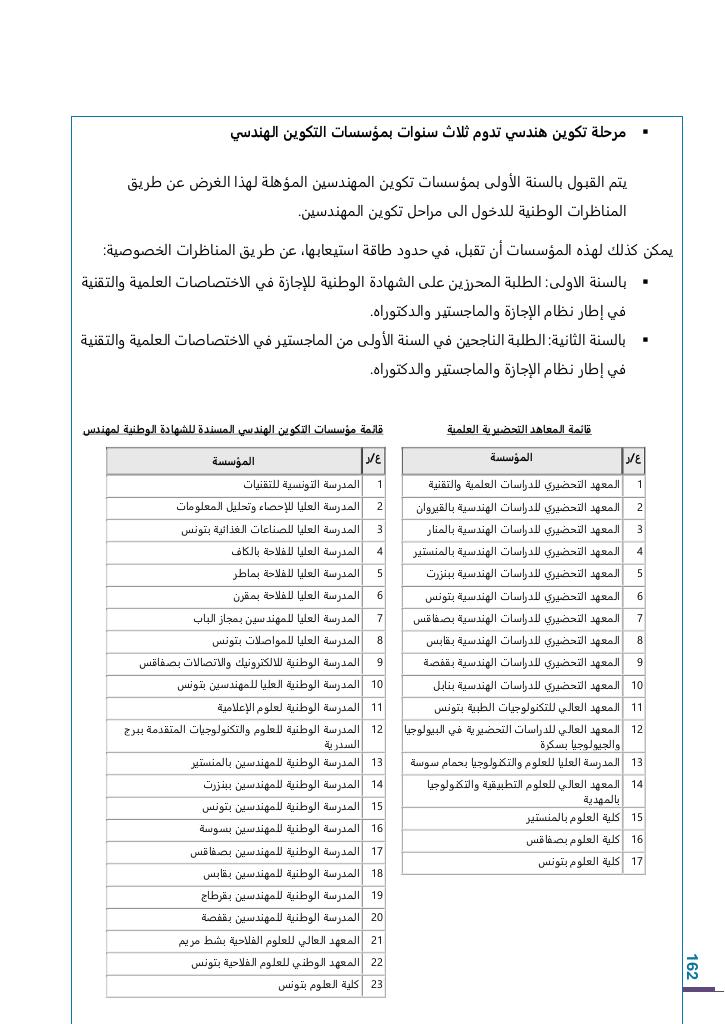 ▪ مرحلة تكوين هندسي تدوم ثلاث سنوات بمؤسسات التكوين الهندسي
يتم القبول بالسنة الأولى بمؤسسات تكوين المهندسين المؤهلة لهذا الغرض عن طريق
المناظرات الوطنية للدخول الى مراحل تكوين المهندسين.
يمكن كذلك لهذه المؤسسات أن تقبل، في حدود طاقة استيعابها، عن طريق المناظرات الخصوصية:
▪ بالسنة الاولى: الطلبة المحرزين على الشهادة الوطنية للإجازة في الاختصاصات العلمية والتقنية
في إطار نظام الإجازة والماجستير والدكتوراه.
▪ بالسنة الثانية: الطلبة الناجحين في السنة الأولى من الماجستير في الاختصاصات العلمية والتقنية
في إطار نظام الإجازة والماجستير والدكتوراه.
قائمة المعاهد التحضيرية العلمية
ع/ر المؤسسة
1 المعهد التحضيري للدراسات العلمية والتقنية
2 المعهد التحضيري للدراسات الهندسية بالقيروان
3 المعهد التحضيري للدراسات الهندسية بالمنار
4 المعهد التحضيري للدراسات الهندسية بالمنستير
5 المعهد التحضيري للدراسات الهندسية ببنزرت
6 المعهد التحضيري للدراسات الهندسية بتونس
7 المعهد التحضيري للدراسات الهندسية بصفاقس
8 المعهد التحضيري للدراسات الهندسية بقابس
9 المعهد التحضيري للدراسات الهندسية بقفصة
10 المعهد التحضيري للدراسات الهندسية بنابل
11 المعهد العالي للتكنولوجيات الطبية بتونس
12 المعهد العالي للدراسات التحضيرية في البيولوجيا
والجيولوجيا بسكرة
13 المدرسة العليا للعلوم والتكنولوجيا بحمام سوسة
14 المعهد العالي للعلوم التطبيقية والتكنولوجيا
بالمهدية
15 كلية العلوم بالمنستير
16 كلية العلوم بصفاقس
17 كلية العلوم بتونس
قائمة مؤسسات التكوين الهندسي المسندة للشهادة الوطنية لمهندس
ع/ر المؤسسة
1 المدرسة التونسية للتقنيات
2 المدرسة العليا للإحصاء وتحليل المعلومات
3 المدرسة العليا للصناعات الغذائية بتونس
4 المدرسة العليا للفلاحة بالكاف
5 المدرسة العليا للفلاحة بماطر
6 المدرسة العليا للفلاحة بمقرن
7 المدرسة العليا للمهندسين بمجاز الباب
8 المدرسة العليا للمواصلات بتونس
9 المدرسة الوطنية للالكترونيك والاتصالات بصفاقس
10 المدرسة الوطنية العليا للمهندسين بتونس
11 المدرسة الوطنية لعلوم الإعلامية
12 المدرسة الوطنية للعلوم والتكنولوجيات المتقدمة ببرج
السدرية
13 المدرسة الوطنية للمهندسين بالمنستير
14 المدرسة الوطنية للمهندسين ببنزرت
15 المدرسة الوطنية للمهندسين بتونس
16 المدرسة الوطنية للمهندسين بسوسة
17 المدرسة الوطنية للمهندسين بصفاقس
18 المدرسة الوطنية للمهندسين بقابس
19 المدرسة الوطنية للمهندسين بقرطاج
20 المدرسة الوطنية للمهندسين بقفصة
21 المعهد العالي للعلوم الفلاحية بشط مريم
22 المعهد الوطني للعلوم الفلاحية بتونس
23 كلية العلوم بتونس
162